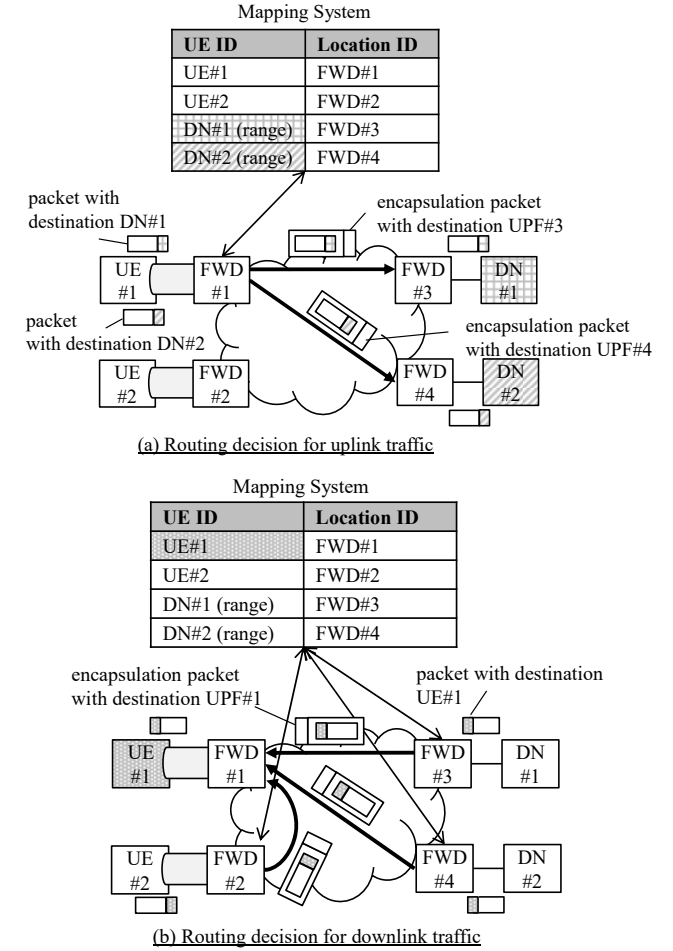 Mapping System
UE ID Location ID
UE#1 FWD#1
UE#2 FWD#2
DN#1 (range) FWD#3
DN#2 (range) FWD#4
packet with
destination DN#1
encapsulation packet
with destination UPF#3
UE
#1
FWD
#1
FWD
#3
DN
#1
packet
with destination DN#2
encapsulation packet
with destination UPF#4
UE
#2
FWD
#2
FWD
#4
DN
#2
(a) Routing decision for uplink traffic
Mapping System
UE ID Location ID
UE#1 FWD#1
UE#2 FWD#2
DN#1 (range) FWD#3
DN#2 (range) FWD#4
encapsulation packet
with destination UPF#1
packet with destination
UE#1
UE
#1
FWD
#1
FWD
#3
DN
#1
UE
#2
FWD
#2
FWD
#4
DN
#2
(b) Routing decision for downlink traffic